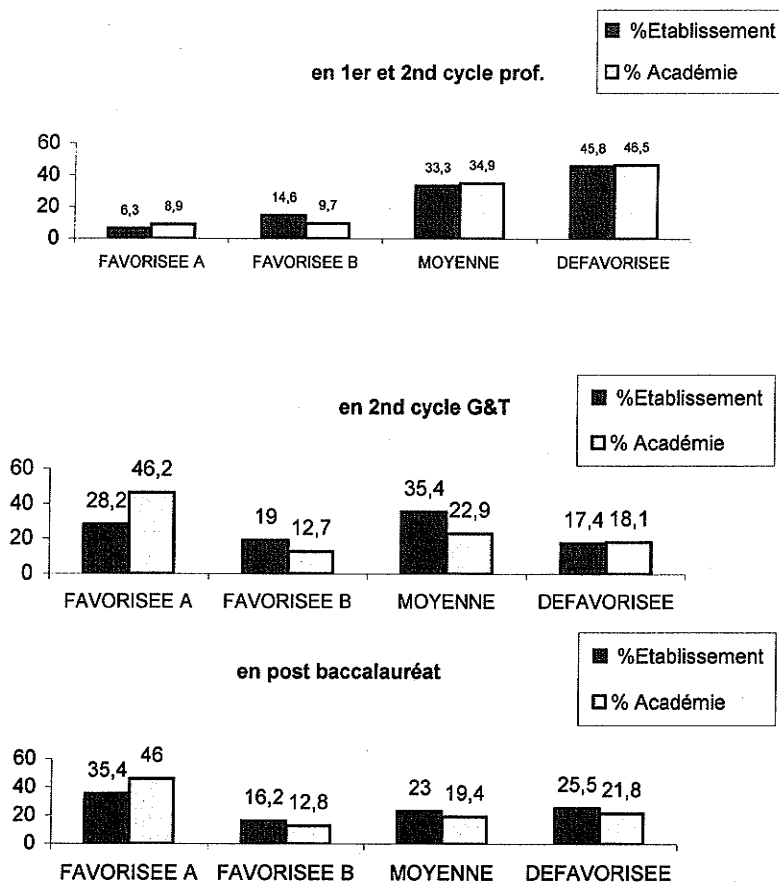 %Etablissement
% Académie
en 1er et 2nd cycle prof.
60
40
20
0
6,3 8,9 14,6 9,7 33,3 34,9 45,8 46,5
FAVORISEE A FAVORISEE B MOYENNE DEFAVORISEE
%Etablissement
% Académie
en 2nd cycle G&T
60
40
20
0
28,2 46,2 19 12,7 35,4 22,9 17,4 18,1
FAVORISEE A FAVORISEE B MOYENNE DEFAVORISEE
%Etablissement
% Académie
en post baccalauréat
60
40
20
0
35,4 46 16,2 12,8 23 19,4 25,5 21,8
FAVORISEE A FAVORISEE B MOYENNE DEFAVORISEE